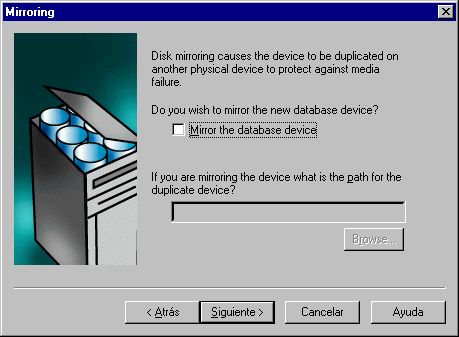 Mirroring
Disk mirroring causes the device to be duplicated on
another physical device to protect against media
failure.
Do you wish to mirror the new database device?
Mirror the database device
If you are mirroring the device what is the path for the
duplicate device?
Browse...
< Atrás
Siguiente >
Cancelar
Ayuda